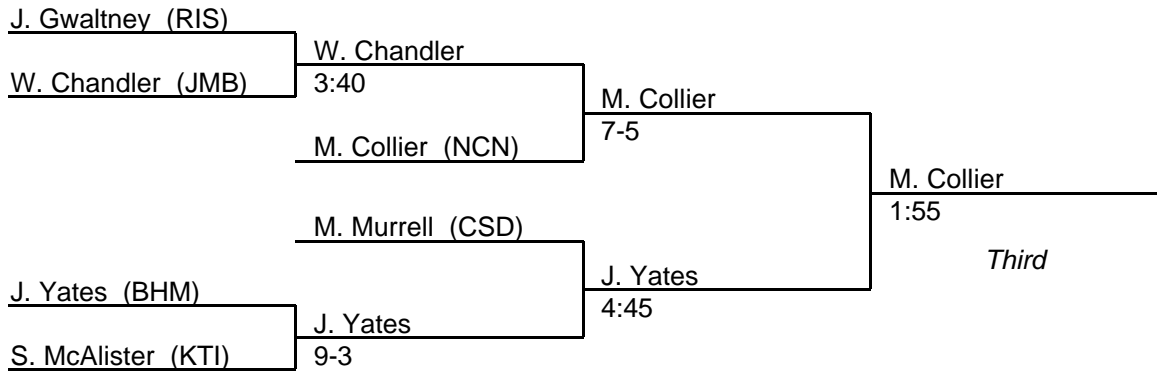 J. Gwaltney (RIS)
W. Chandler (JMB)
W. Chandler
3:40
M. Collier (NCN)
M. Collier
7-5
M. Murrell (CSD)
J. Yates (BHM)
S. McAlister (KTI)
J. Yates
9-3
J. Yates
4:45
M. Collier
1:55
Third